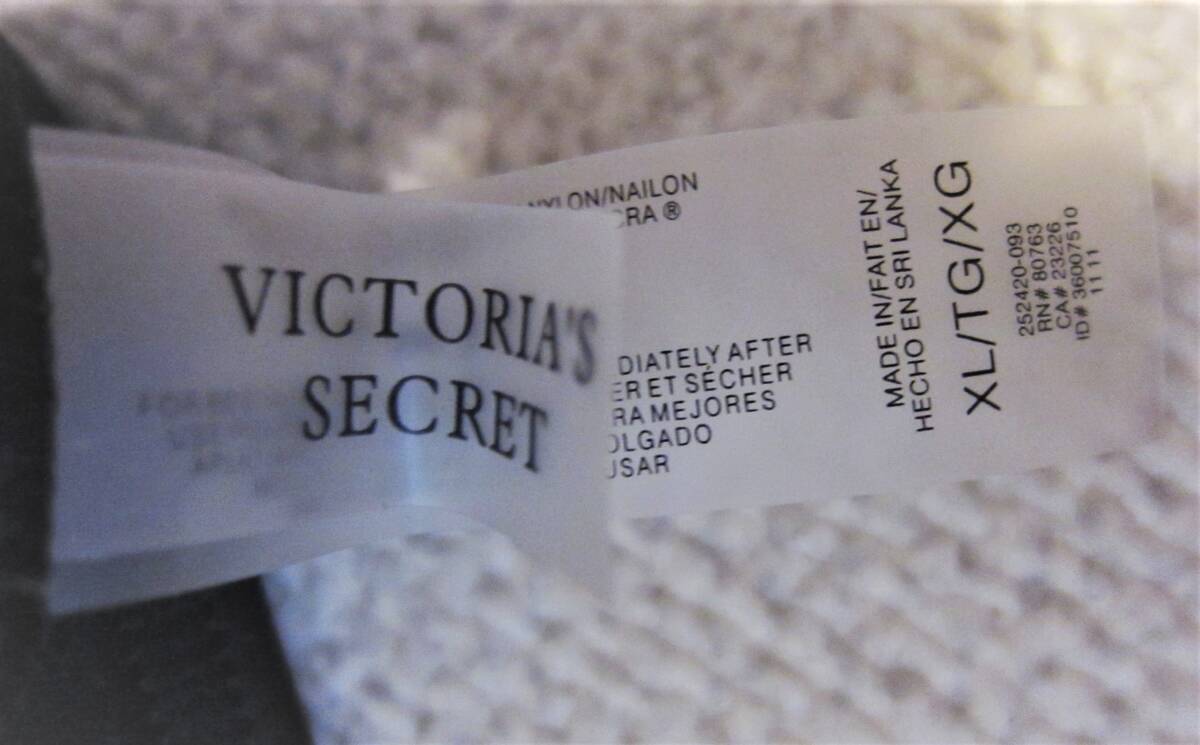 VICTORIA'S
SECRET
NYLON/NAILON
CRA ®
DIATELY AFTER
ER ET SÉCHER
RA MEJORES
OLGADO
USAR
MADE IN/FAIT EN/
HECHO EN SRI LANKA
XL/TG/XG
252420-093
RN# 80763
CA# 23226
ID# 36007510
1111